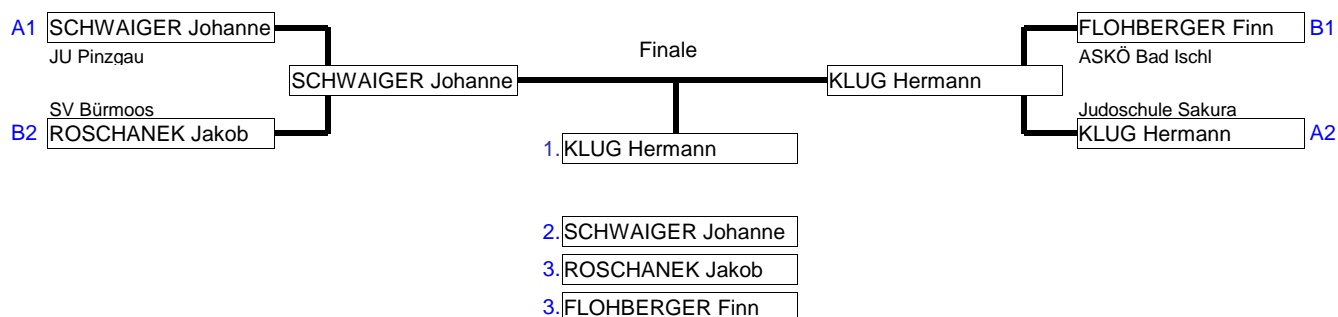 A1 SCHWAIGER Johanne
JU Pinzgau
SV Bürmoos
B2 ROSCHANEK Jakob
SCHWAIGER Johanne
Finale
KLUG Hermann
FLOHBERGER Finn B1
ASKÖ Bad Ischl
Judoschule Sakura
KLUG Hermann A2
1. KLUG Hermann
2. SCHWAIGER Johanne
3. ROSCHANEK Jakob
3. FLOHBERGER Finn